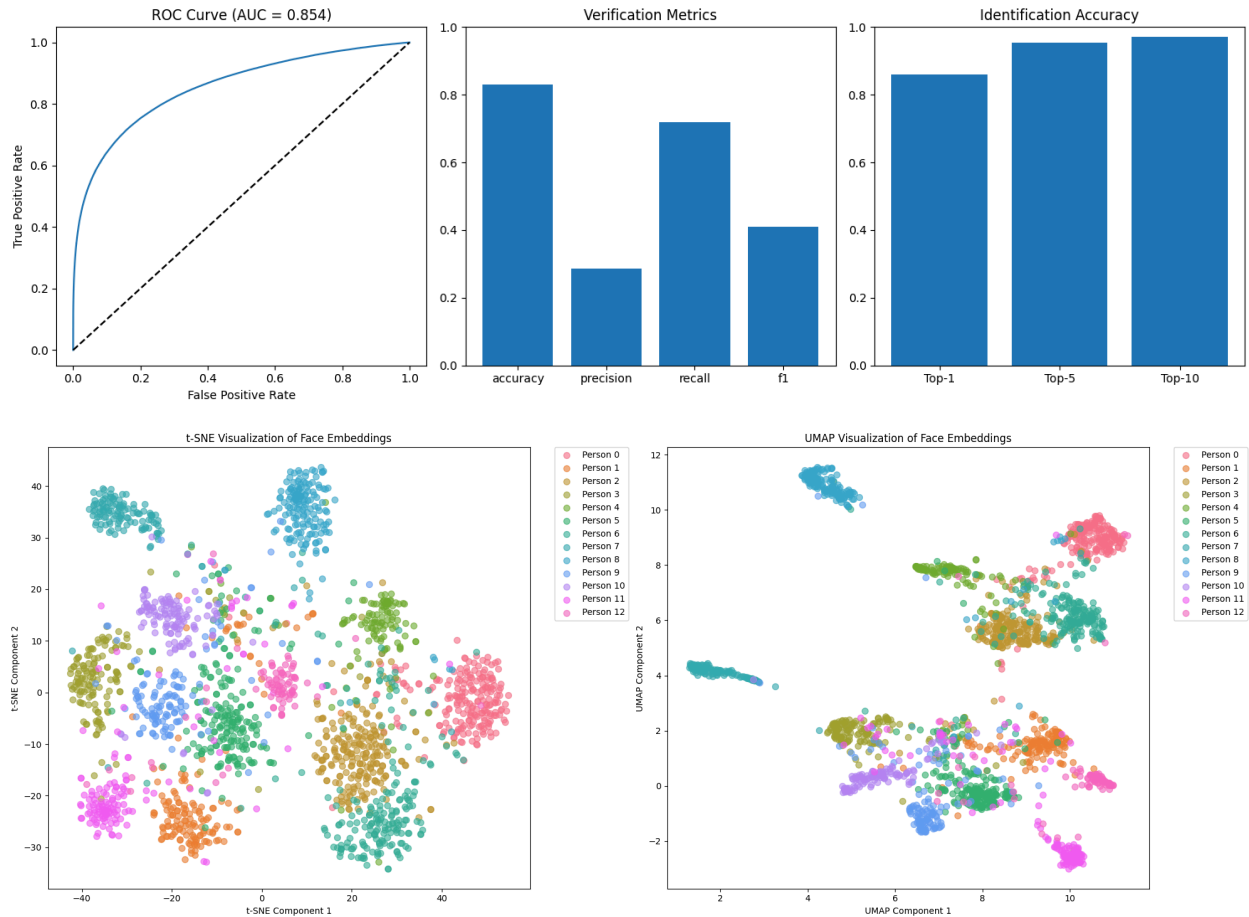 ROC Curve (AUC = 0.854)
True Positive Rate
1.0
0.8
0.6
0.4
0.2
0.0
0.0 0.2 0.4 0.6 0.8 1.0
False Positive Rate
Verification Metrics
1.0
0.8
0.6
0.4
0.2
0.0
accuracy precision recall f1
Identification Accuracy
1.0
0.8
0.6
0.4
0.2
0.0
Top-1 Top-5 Top-10
t-SNE Visualization of Face Embeddings
t-SNE Component 2
40
30
20
10
0
−10
−20
−30
−40 −20 0 20 40
t-SNE Component 1
Person 0
Person 1
Person 2
Person 3
Person 4
Person 5
Person 6
Person 7
Person 8
Person 9
Person 10
Person 11
Person 12
UMAP Visualization of Face Embeddings
UMAP Component 2
12
10
8
6
4
2
0
−2
2 4 6 8 10
UMAP Component 1
Person 0
Person 1
Person 2
Person 3
Person 4
Person 5
Person 6
Person 7
Person 8
Person 9
Person 10
Person 11
Person 12